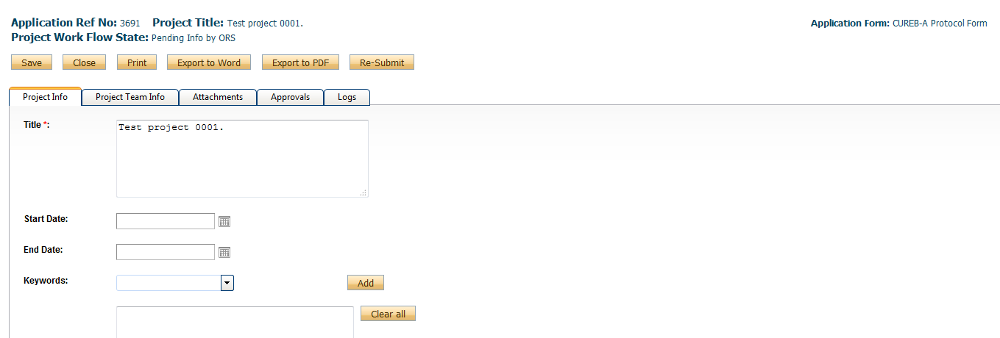 Application Ref No: 3691 Project Title: Test project 0001. Application Form: CUREB-A Protocol Form
Project Work Flow State: Pending Info by ORS
Save Close Print Export to Word Export to PDF Re-Submit
Project Info Project Team Info Attachments Approvals Logs
Title *: Test project 0001.
Start Date:
End Date:
Keywords: Add
Clear all